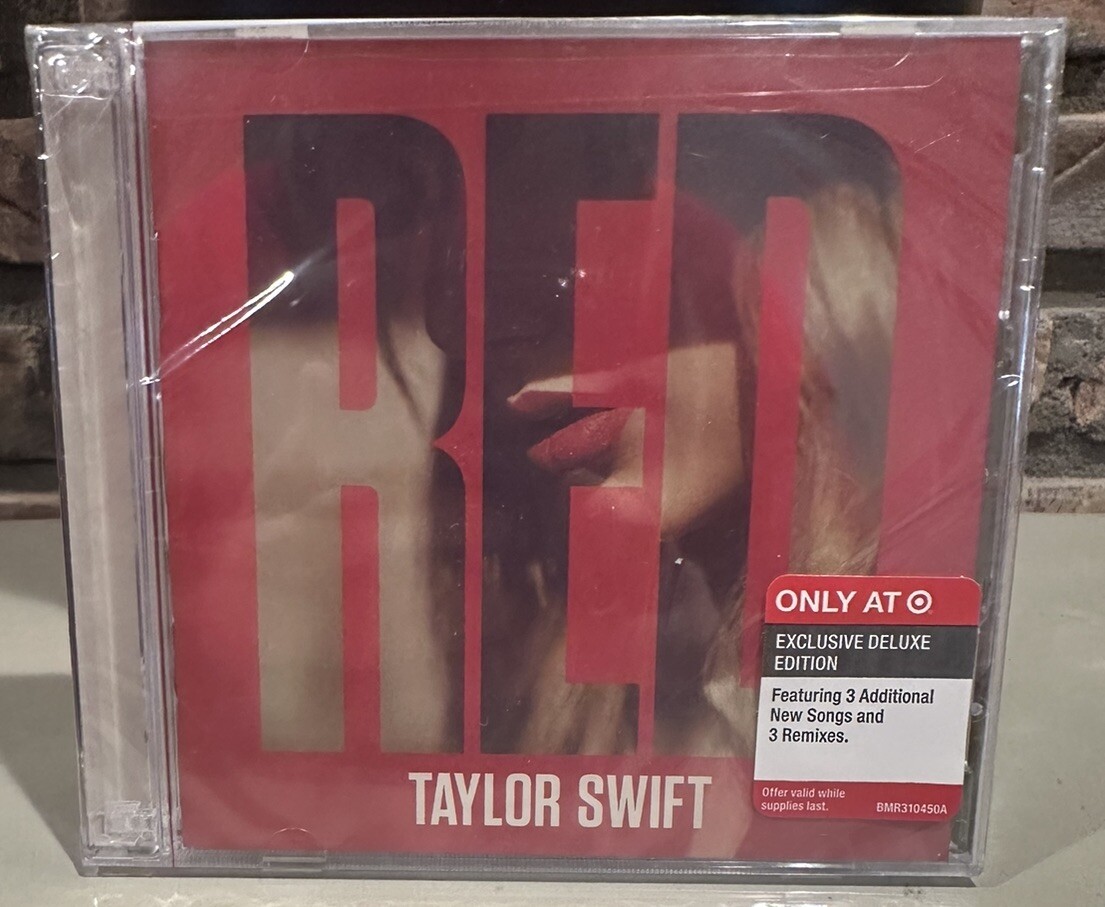 RED
TAYLOR SWIFT
ONLY AT
EXCLUSIVE DELUXE
EDITION
Featuring 3 Additional
New Songs and
3 Remixes.
Offer valid while
supplies last.
BMR310450A